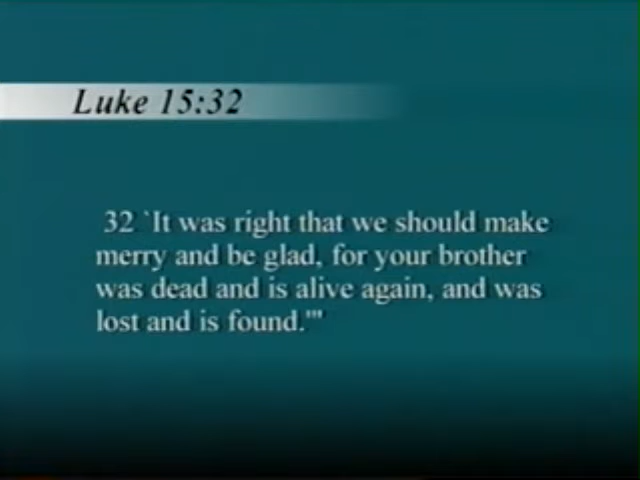 Luke 15:32
32 `It was right that we should make
merry and be glad, for your brother
was dead and is alive again, and was
lost and is found.'"